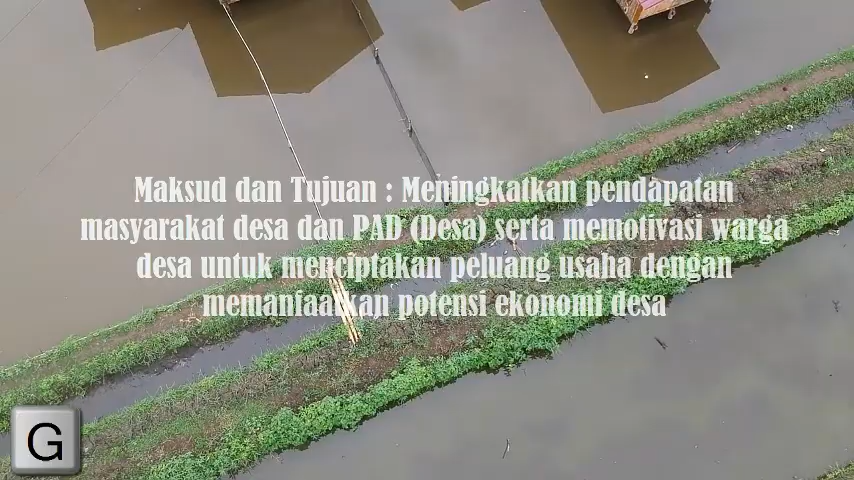 Maksud dan Tujuan : Meningkatkan pendapatan
masyarakat desa dan PAD (Desa) serta memotivasi warga
desa untuk menciptakan peluang usaha dengan
memanfaatkan potensi ekonomi desa
G